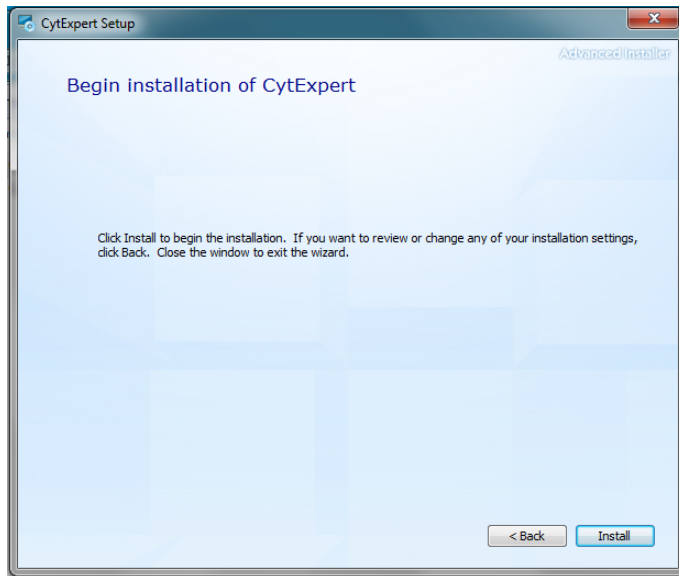 CytExpert Setup
Advanced Installer
Begin installation of CytExpert
Click Install to begin the installation.  If you want to review or change any of your installation settings,
click Back.  Close the window to exit the wizard.
< Back
Install